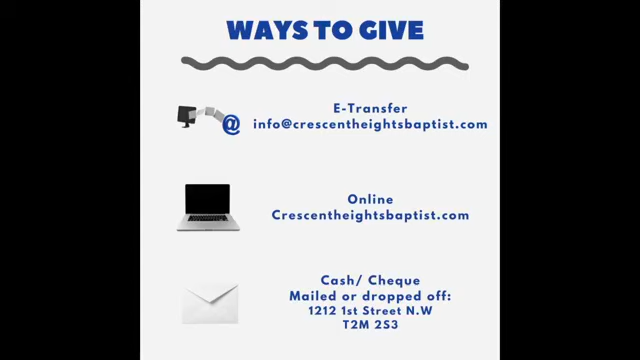 WAYS TO GIVE
E-Transfer
info@crescentheightsbaptist.com
Online
Crescentheightsbaptist.com
Cash/ Cheque
Mailed or dropped off:
1212 1st Street N.W
T2M 2S3